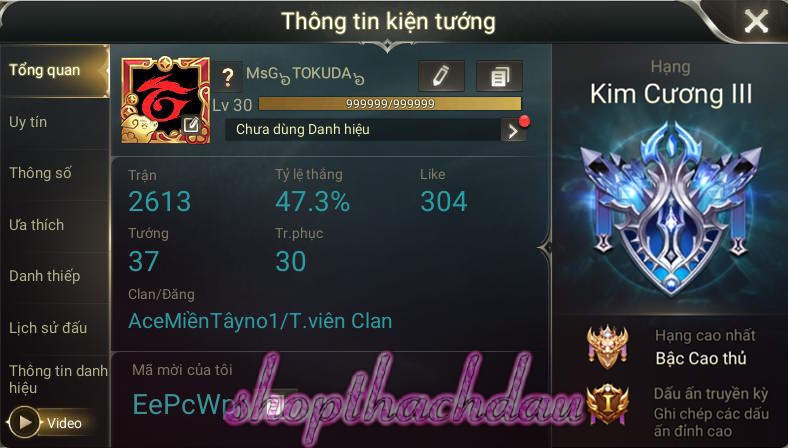 Thông tin kiện tướng
Tổng quan
Uy tín
Thông số
Ưa thích
Danh thiếp
Lịch sử đấu
Thông tin danh
hiệu
Video
?
MsGъTOKUDAъ
Lv 30
999999/999999
Chưa dùng Danh hiệu
Trận
Tỷ lệ thắng
Like
2613
47.3%
304
Tướng
Tr.phục
37
30
Clan/Đăng
AceMiềnTâyno1/T.viên Clan
Mã mời của tôi
EePcWp
shopthachdau
Hạng
Kim Cương III
Hạng cao nhất
Bậc Cao thủ
Dấu ấn truyền kỳ
Ghi chép các dấu
ấn đỉnh cao